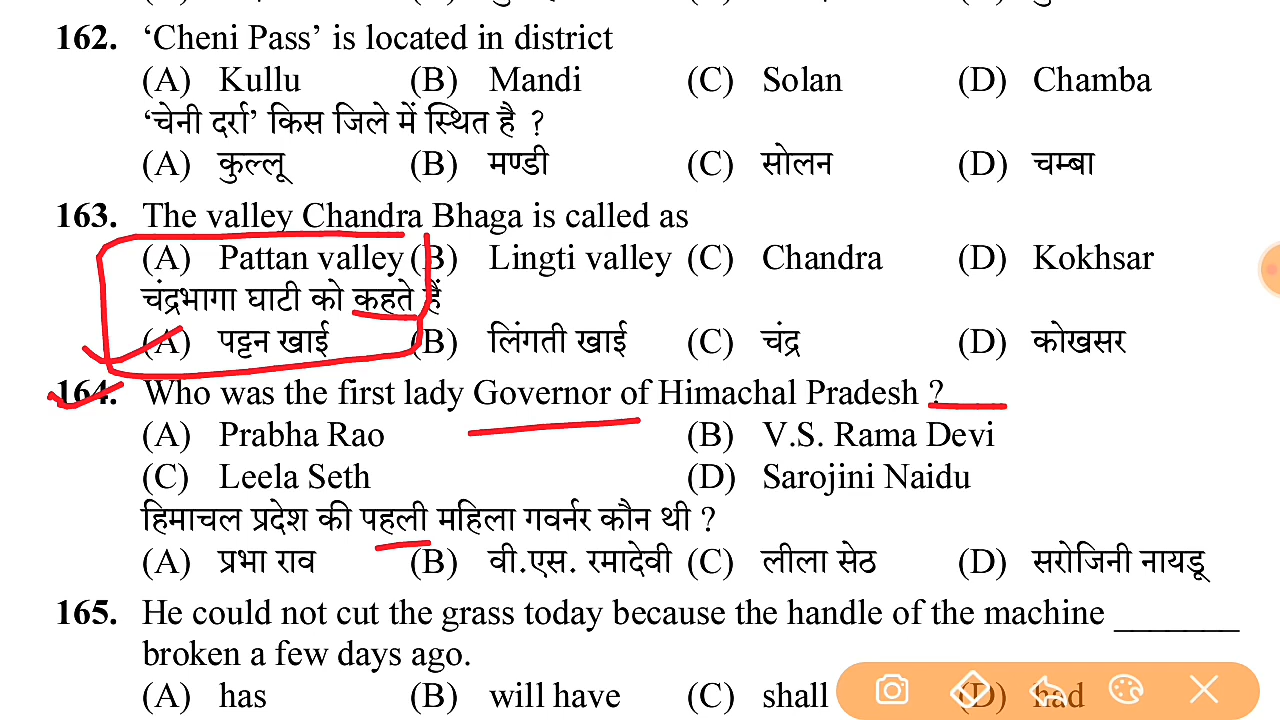 162. ‘Cheni Pass’ is located in district
(A) Kullu (B) Mandi (C) Solan (D) Chamba
‘चेनी दर्रा’ किस जिले में स्थित है ?
(A) कुल्लू (B) मण्डी (C) सोलन (D) चम्बा
163. The valley Chandra Bhaga is called as
(A) Pattan valley (B) Lingti valley (C) Chandra (D) Kokhsar
चंद्रभागा घाटी को कहते हैं
(A) पट्टन खाई (B) लिंगती खाई (C) चंद्र (D) कोखसर
164. Who was the first lady Governor of Himachal Pradesh ?
(A) Prabha Rao (B) V.S. Rama Devi
(C) Leela Seth (D) Sarojini Naidu
हिमाचल प्रदेश की पहली महिला गवर्नर कौन थी ?
(A) प्रभा राव (B) वी.एस. रमादेवी (C) लीला सेठ (D) सरोजिनी नायडू
165. He could not cut the grass today because the handle of the machine _______
broken a few days ago.
(A) has (B) will have (C) shall (D) had